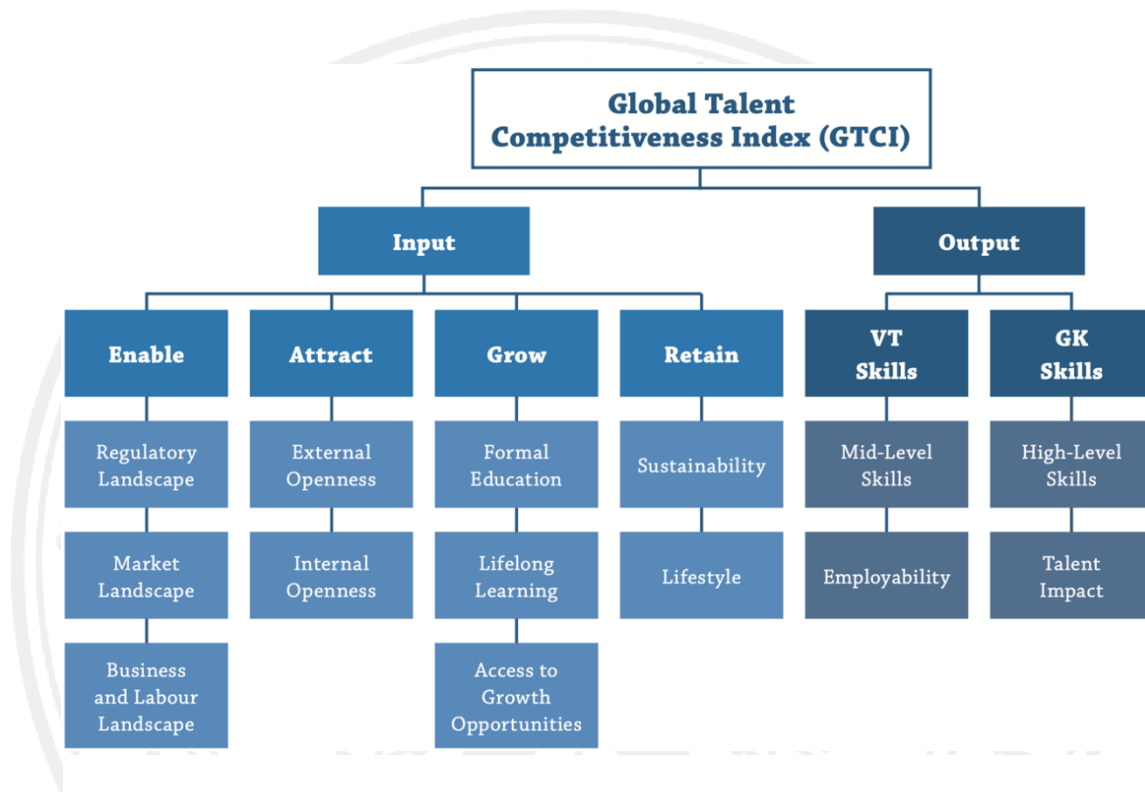 Global Talent
Competitiveness Index (GTCI)
Input
Output
Enable
Attract
Grow
Retain
VT
Skills
GK
Skills
Regulatory
Landscape
External
Openness
Formal
Education
Sustainability
Mid-Level
Skills
High-Level
Skills
Market
Landscape
Internal
Openness
Lifelong
Learning
Lifestyle
Employability
Talent
Impact
Business
and Labour
Landscape
Access to
Growth
Opportunities